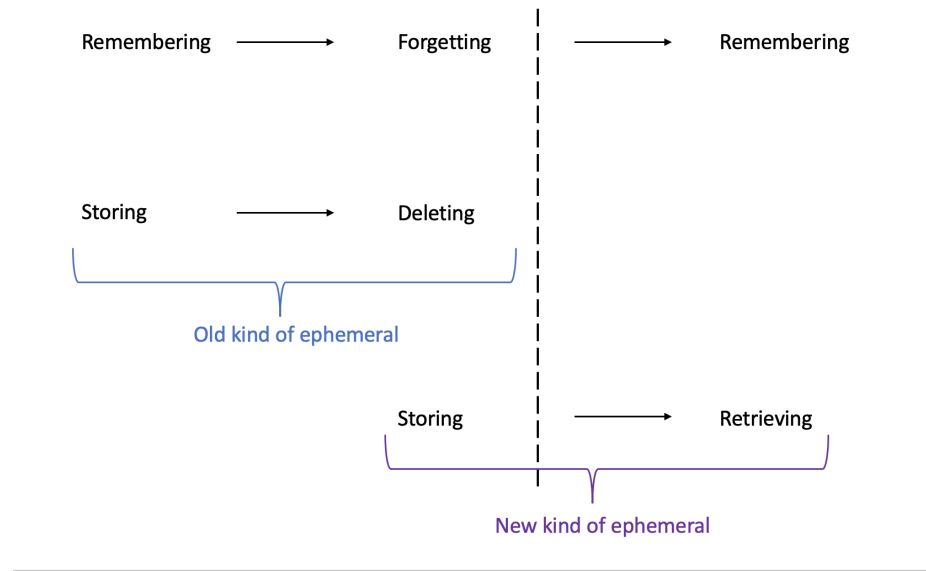 Remembering Forgetting Remembering
Storing Deleting
Old kind of ephemeral
Storing Retrieving
New kind of ephemeral